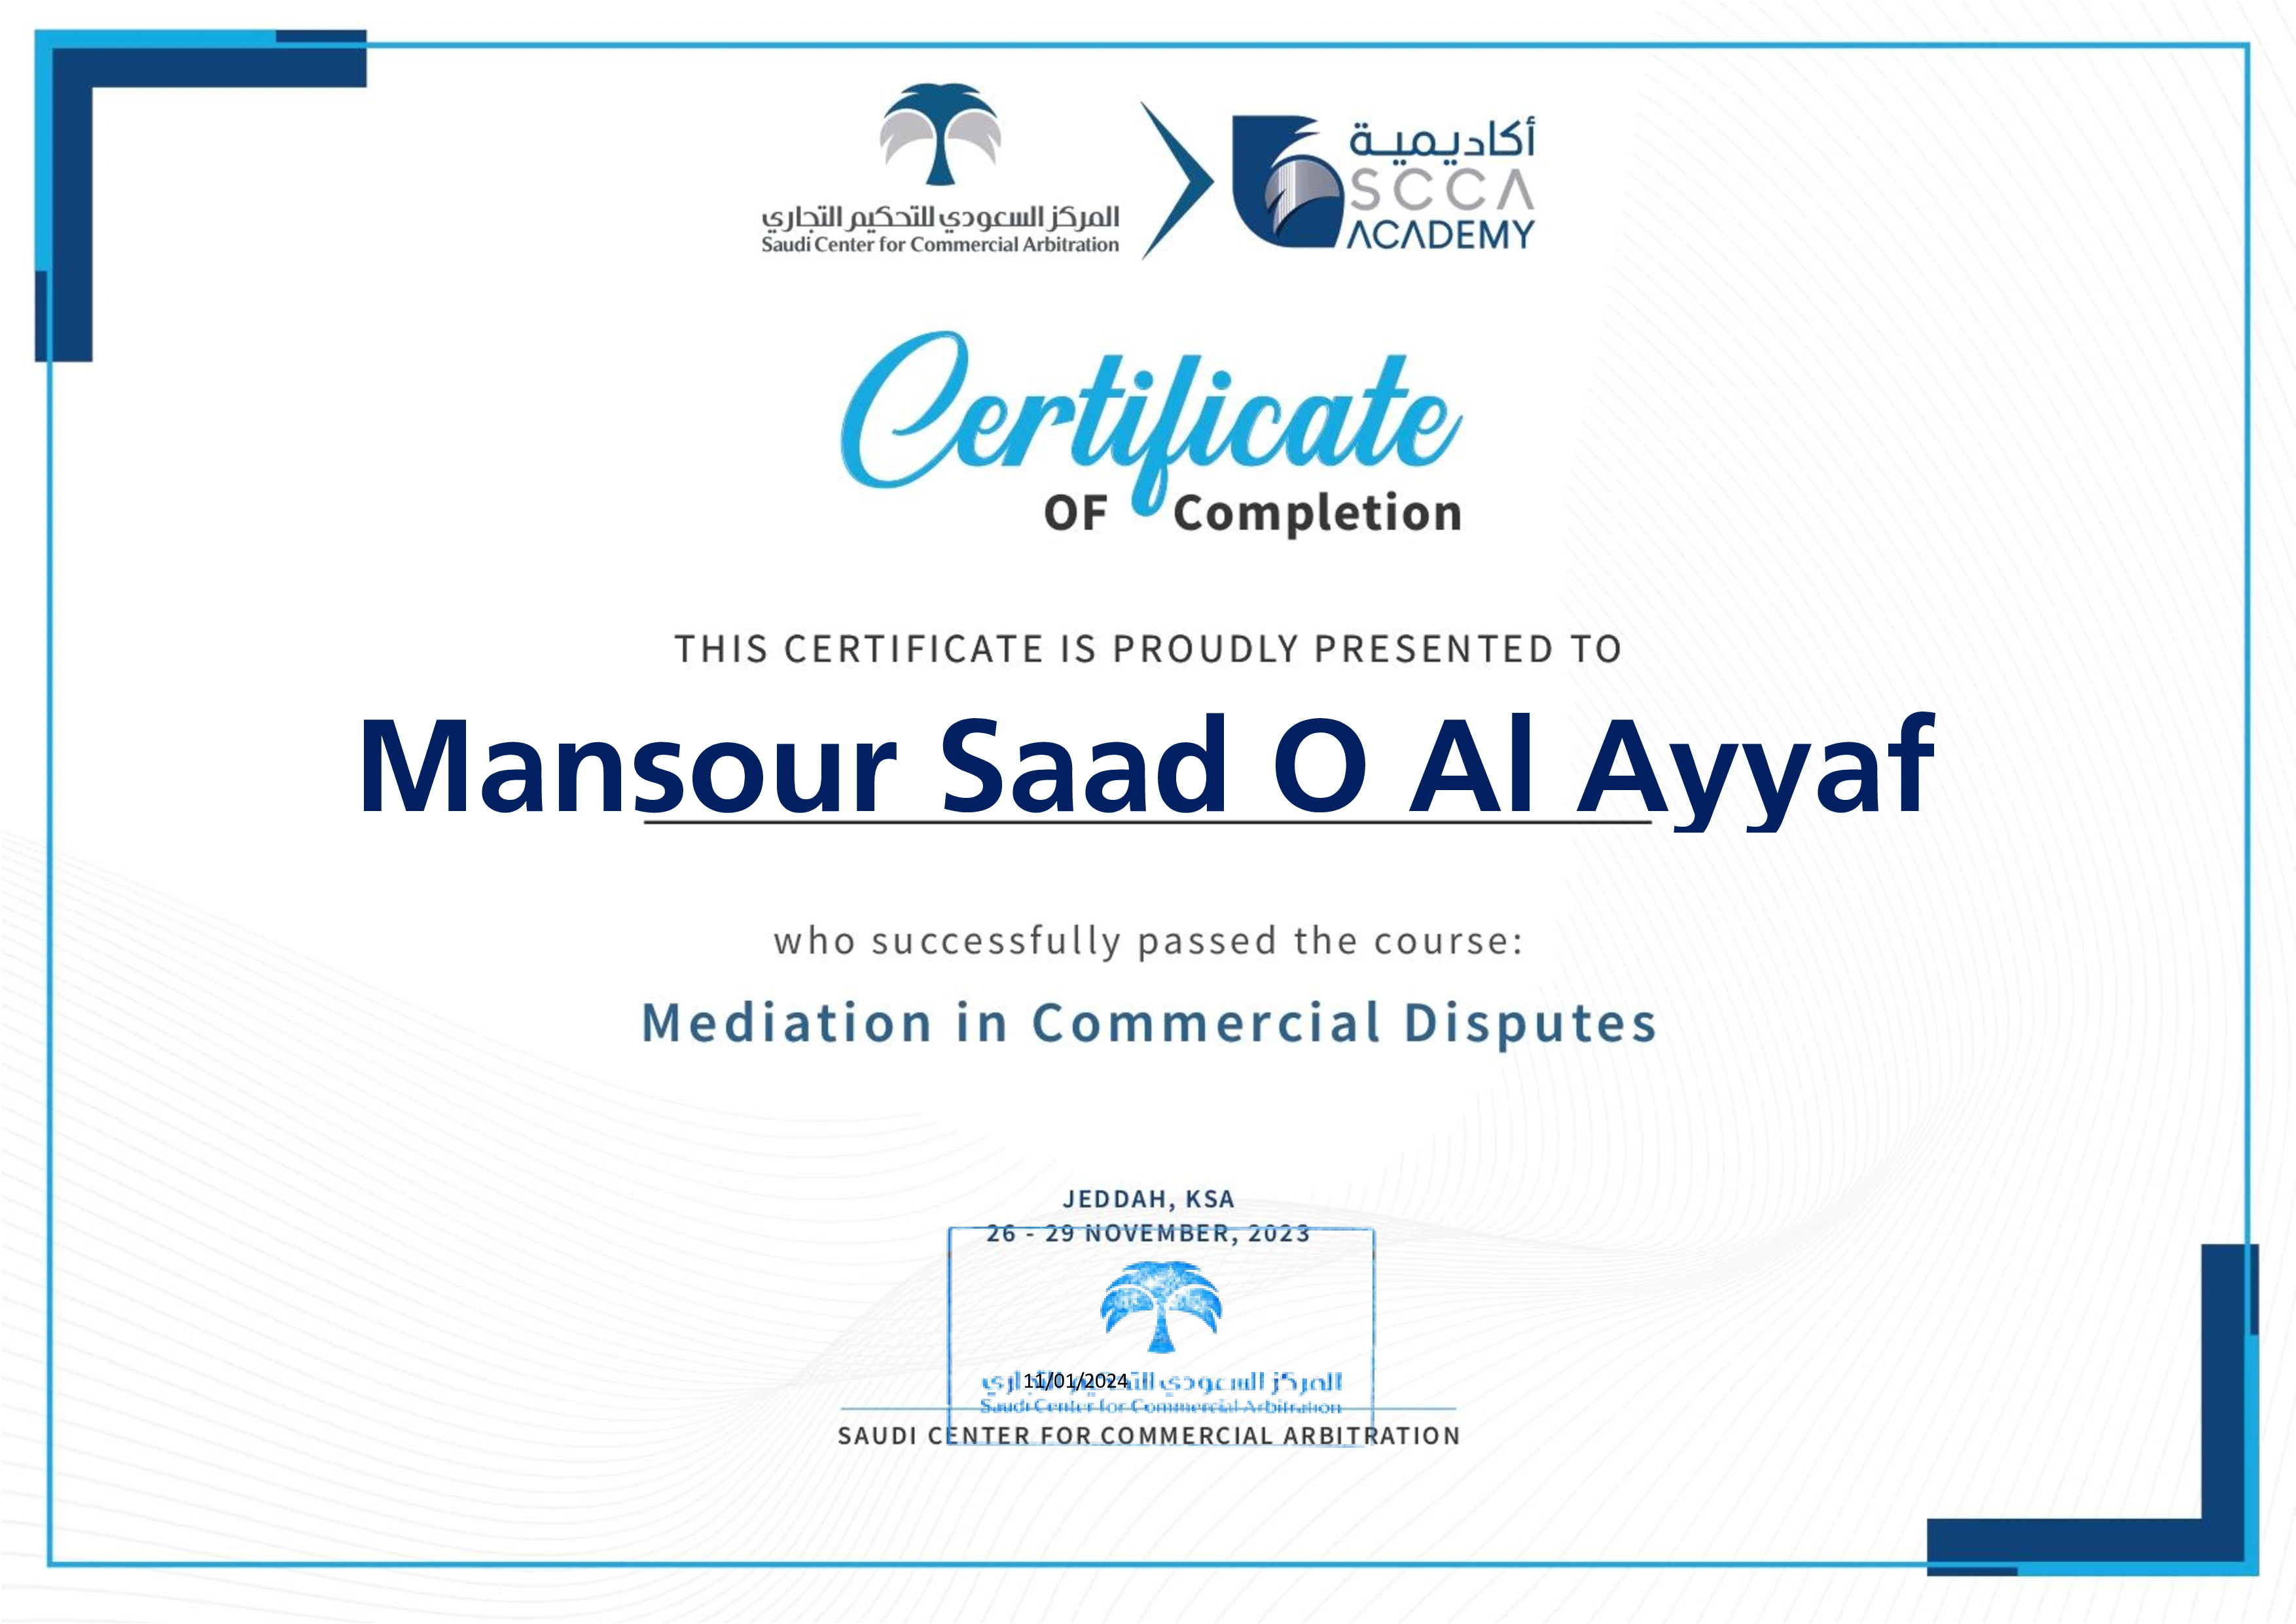 المركز السعودي للتحكيم التجاري
Saudi Center for Commercial Arbitration
أكاديمية
SCCA
ACADEMY
Certificate
OF Completion
THIS CERTIFICATE IS PROUDLY PRESENTED TO
Mansour Saad O Al Ayyaf
who successfully passed the course:
Mediation in Commercial Disputes
JEDDAH, KSA
26 - 29 NOVEMBER, 2023
المركز السعودي للتحكيم التجاري
11/01/2024
Saudi Center for Commercial Arbitration
SAUDI CENTER FOR COMMERCIAL ARBITRATION